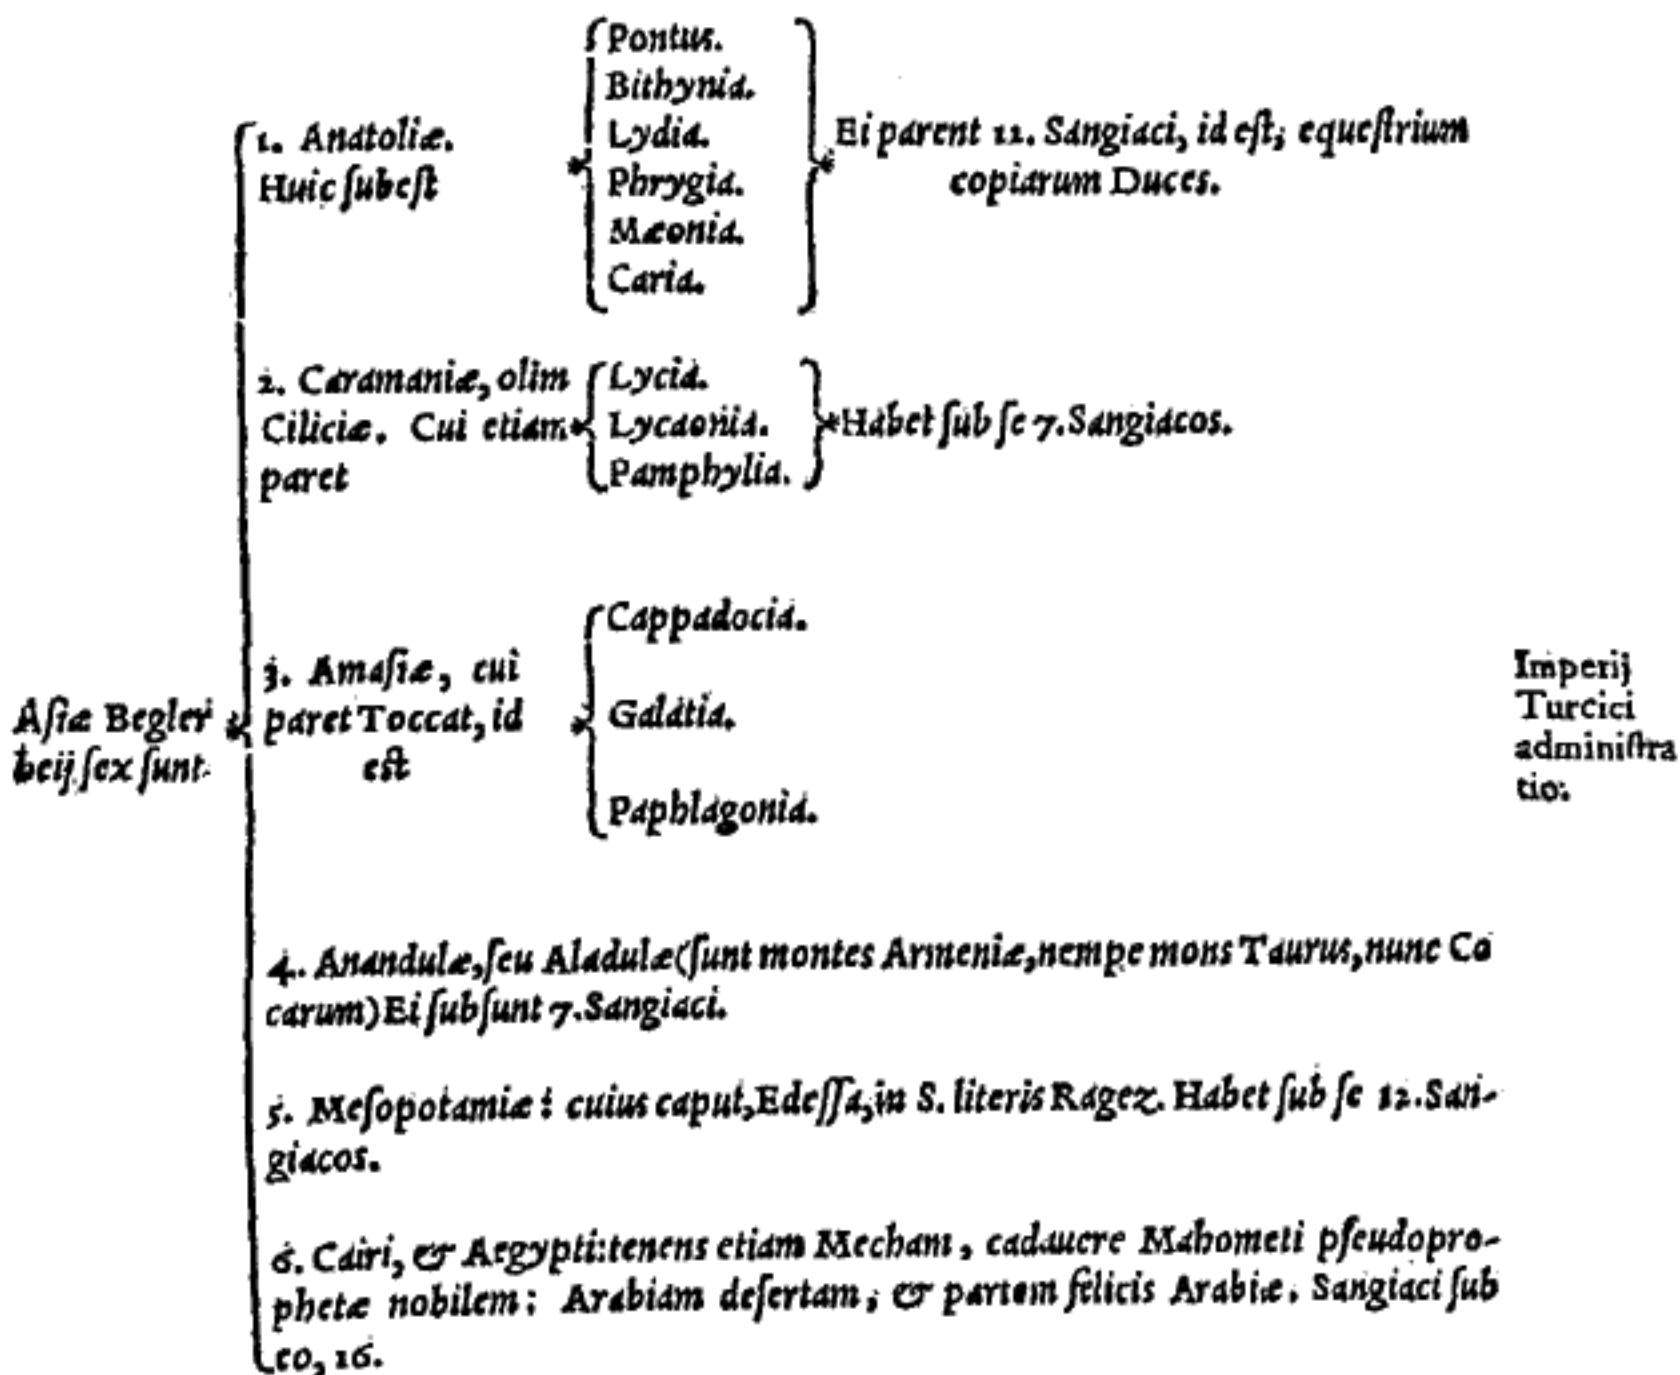 Aſiæ Begler
beij ſex ſunt
1. Anatoliæ.
Huic ſubeſt
Pontus.
Bithynia.
Lydia.
Phrygia.
Mæonia.
Caria.
Ei parent 11. Sangiaci, id eſt, equeſtrium
copiarum Duces.
2. Caramaniæ, olim
Ciliciæ. Cui etiam
paret
Lycia.
Lycaonia.
Pamphylia.
Habet ſub ſe 7. Sangiacos.
3. Amaſiæ, cui
paret Toccat, id
eſt
Cappadocia.
Galatia.
Paphlagonia.
4. Anandulæ, ſeu Aladulæ (ſunt montes Armeniæ, nempe mons Taurus, nunc Co
carum) Ei ſubſunt 7. Sangiaci.
5. Meſopotamiæ: cuius caput, Edeſſa, in S. literis Ragez. Habet ſub ſe 12. San-
giacos.
6. Cairi, & Aegypti: tenens etiam Mecham, cadauere Mahometi pſeudopro-
phetæ nobilem: Arabiam deſertam, & partem felicis Arabiæ. Sangiaci ſub
eo, 16.
Imperij
Turcici
adminiſtra
tio.